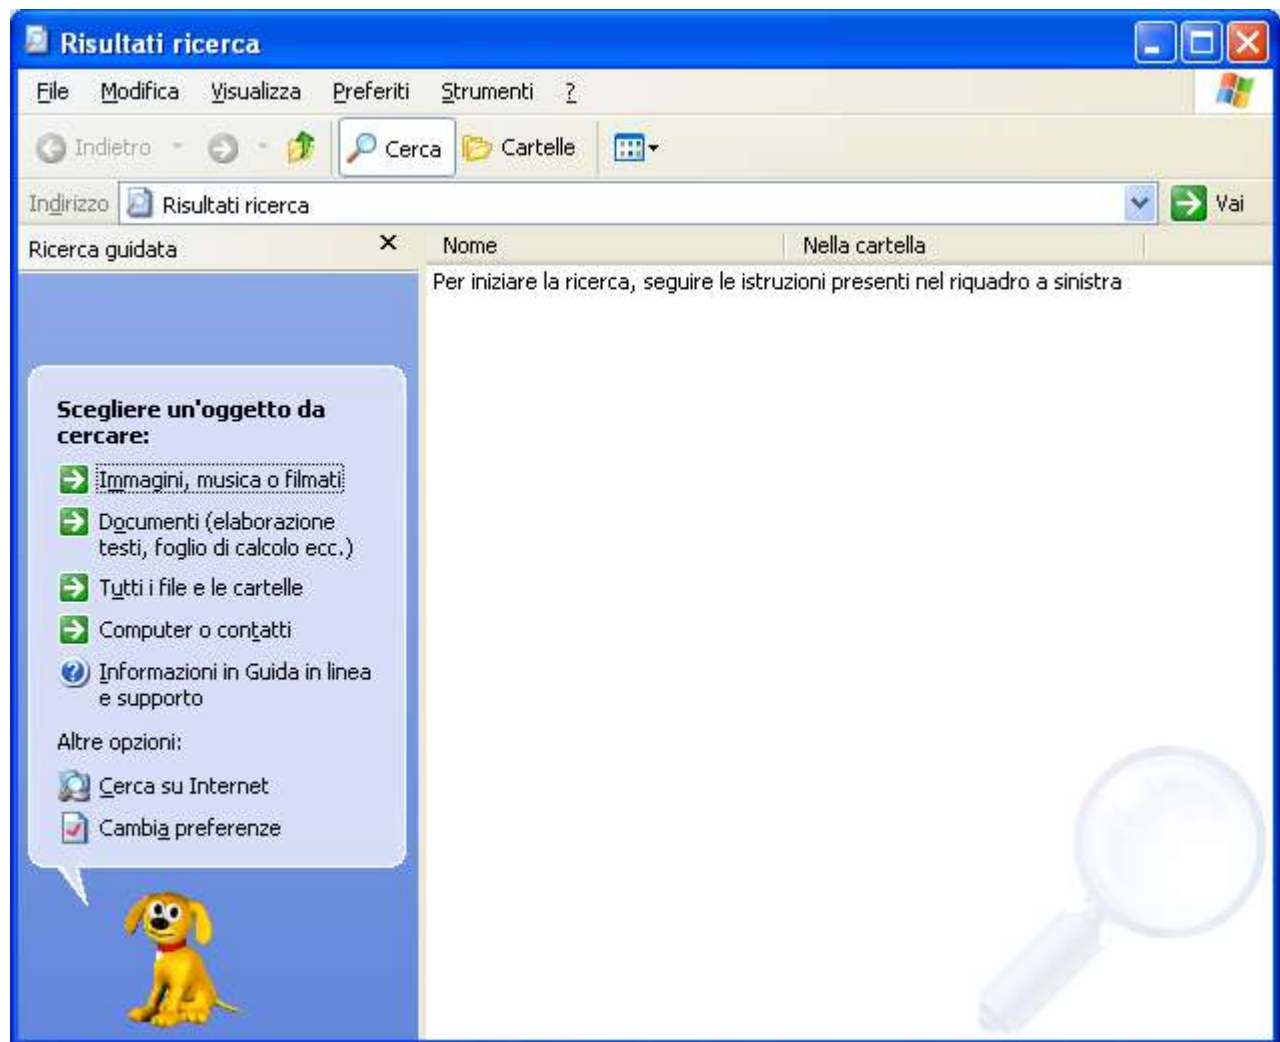 Risultati ricerca
File Modifica Visualizza Preferiti Strumenti ?
Indietro Cerca Cartelle
Indirizzo Risultati ricerca Vai
Ricerca guidata Nome Nella cartella
Per iniziare la ricerca, seguire le istruzioni presenti nel riquadro a sinistra
Scegliere un'oggetto da
cercare:
Immagini, musica o filmati
Documenti (elaborazione
testi, foglio di calcolo ecc.)
Tutti i file e le cartelle
Computer o contatti
Informazioni in Guida in linea
e supporto
Altre opzioni:
Cerca su Internet
Cambia preferenze